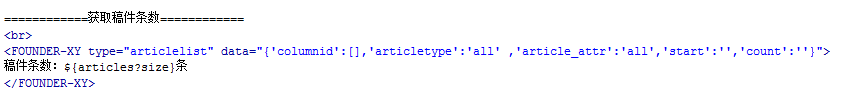 ============获取稿件条数============
<br>
<FOUNDER-XY type="articlelist" data="{'columnid':[],'articletype':'all' ,'article_attr':'all','start':'','count':''}">
稿件条数: ${articles?size}条
</FOUNDER-XY>